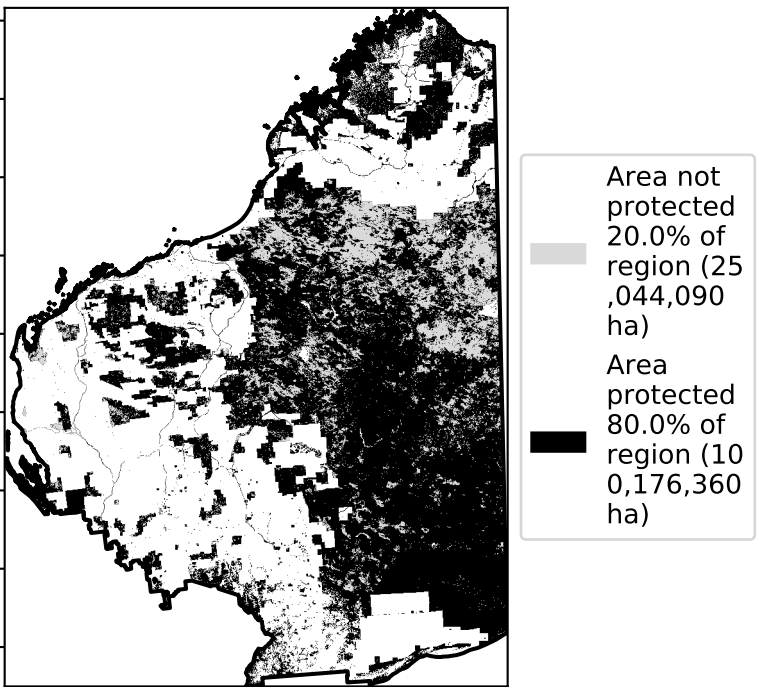 Area not
protected
20.0% of
region (25
,044,090
ha)
Area
protected
80.0% of
region (10
0,176,360
ha)